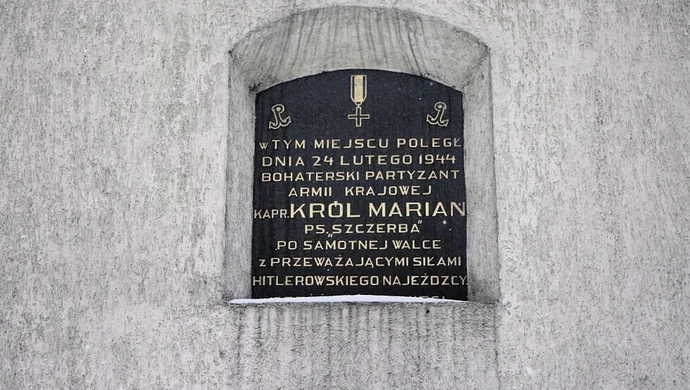 W TYM MIEJSCU POLEGŁ
DNIA 24 LUTEGO 1944
BOHATERSKI PARTYZANT
ARMII KRAJOWEJ
KAPR. KRÓL MARIAN
PS. „SZCZERBA"
PO SAMOTNEJ WALCE
Z PRZEWAŻAJĄCYMI SIŁAMI
HITLEROWSKIEGO NAJEŹDZCY